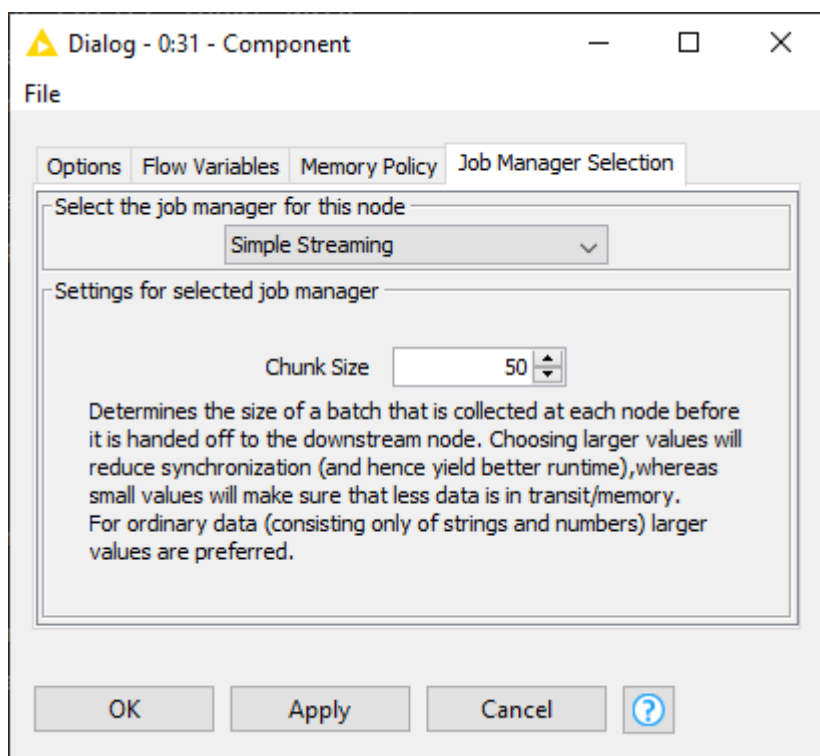 Dialog - 0:31 - Component
File
Options Flow Variables Memory Policy Job Manager Selection
Select the job manager for this node
Simple Streaming
Settings for selected job manager
Chunk Size 50
Determines the size of a batch that is collected at each node before
it is handed off to the downstream node. Choosing larger values will
reduce synchronization (and hence yield better runtime),whereas
small values will make sure that less data is in transit/memory.
For ordinary data (consisting only of strings and numbers) larger
values are preferred.
OK Apply Cancel ?